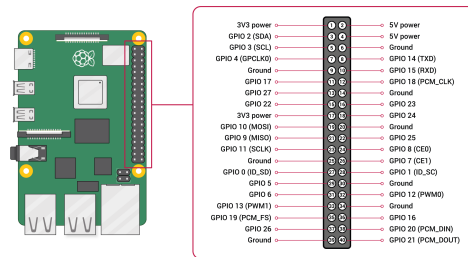 3V3 power 1 2 5V power
GPIO 2 (SDA) 3 4 5V power
GPIO 3 (SCL) 5 6 Ground
GPIO 4 (GPCLK0) 7 8 GPIO 14 (TXD)
Ground 9 10 GPIO 15 (RXD)
GPIO 17 11 12 GPIO 18 (PCM_CLK)
GPIO 27 13 14 Ground
GPIO 22 15 16 GPIO 23
3V3 power 17 18 GPIO 24
GPIO 10 (MOSI) 19 20 Ground
GPIO 9 (MISO) 21 22 GPIO 25
GPIO 11 (SCLK) 23 24 GPIO 8 (CE0)
Ground 25 26 GPIO 7 (CE1)
GPIO 0 (ID_SD) 27 28 GPIO 1 (ID_SC)
GPIO 5 29 30 Ground
GPIO 6 31 32 GPIO 12 (PWM0)
GPIO 13 (PWM1) 33 34 Ground
GPIO 19 (PCM_FS) 35 36 GPIO 16
GPIO 26 37 38 GPIO 20 (PCM_DIN)
Ground 39 40 GPIO 21 (PCM_DOUT)